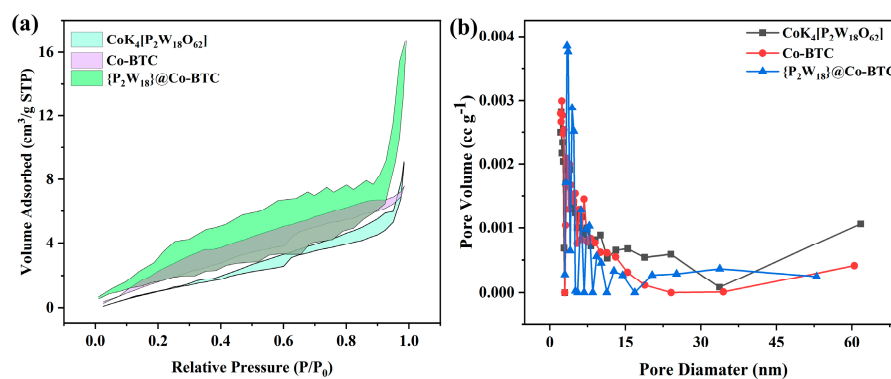 (a)
CoK₄[P₂W₁₈O₆₂]
Co-BTC
{P₂W₁₈}@Co-BTC
Volume Adsorbed (cm³/g STP)
16
12
8
4
0
0.0 0.2 0.4 0.6 0.8 1.0
Relative Pressure (P/P₀)
(b)
CoK₄[P₂W₁₈O₆₂]
Co-BTC
{P₂W₁₈}@Co-BTC
Pore Volume (cc g⁻¹)
0.004
0.003
0.002
0.001
0.000
0 15 30 45 60
Pore Diamater (nm)